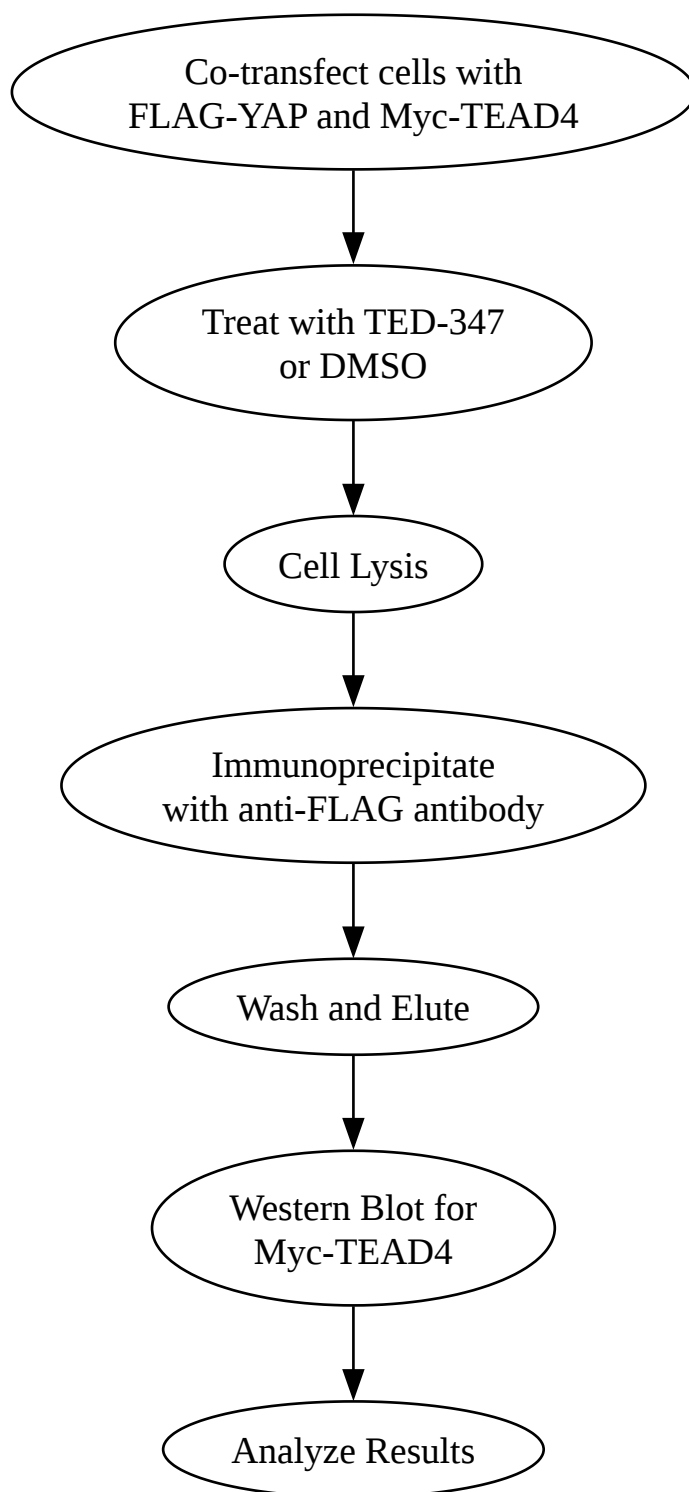 Co-transfect cells with
FLAG-YAP and Myc-TEAD4
Treat with TED-347
or DMSO
Cell Lysis
Immunoprecipitate
with anti-FLAG antibody
Wash and Elute
Western Blot for
Myc-TEAD4
Analyze Results